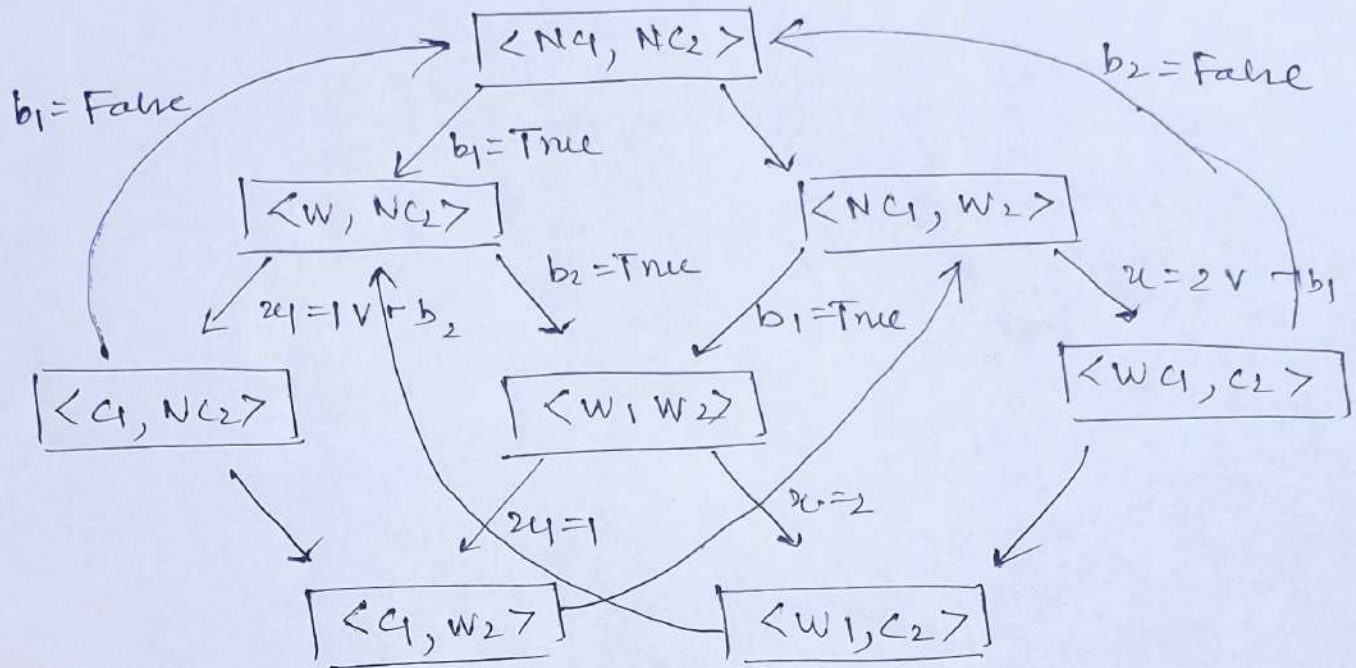 <NC1, NC2>
b1 = False
b2 = False
b1 = True
<W, NC2>
<NC1, W2>
b2 = True
x = 2 ∨ ¬b1
x1 = 1 ∨ ¬b2
b1 = True
<C1, NC2>
<W1 W2>
<WC1, C2>
x1 = 1
x = 2
<C1, W2>
<W1, C2>